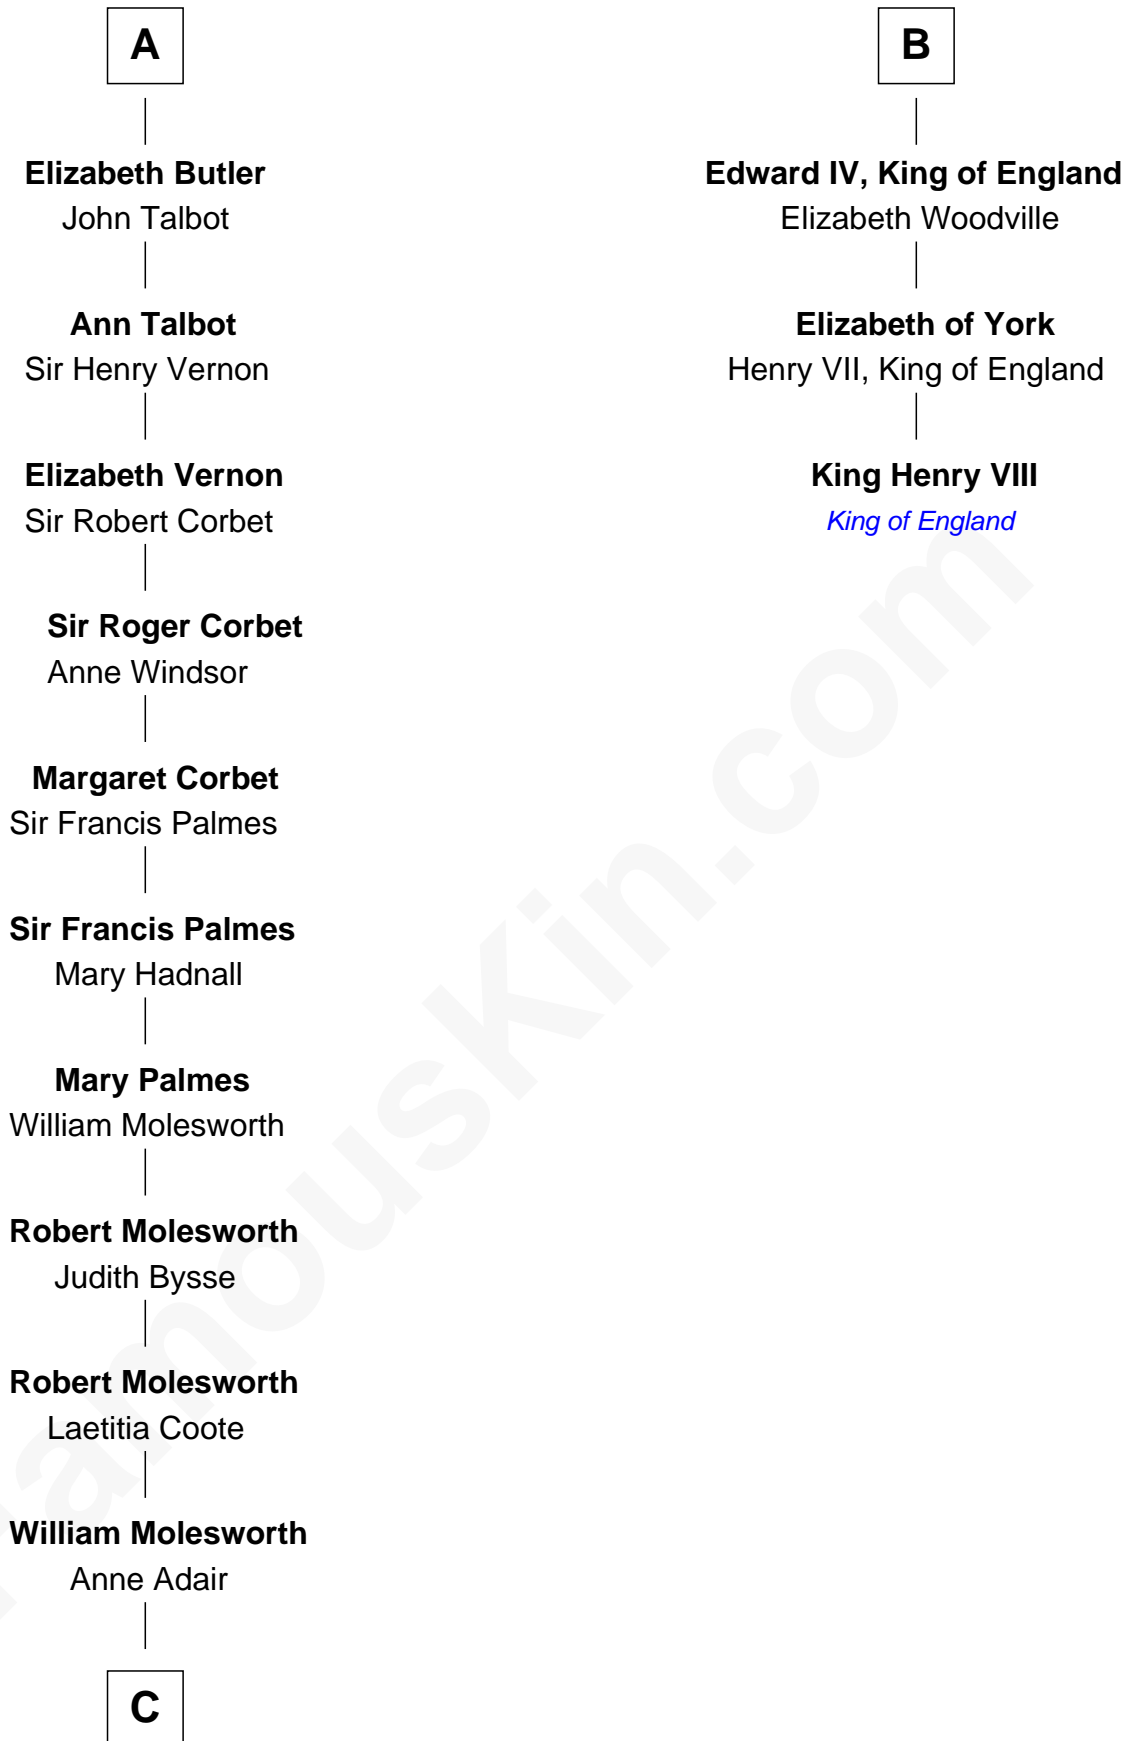 A
Elizabeth Butler
John Talbot
Ann Talbot
Sir Henry Vernon
Elizabeth Vernon
Sir Robert Corbet
Sir Roger Corbet
Anne Windsor
Margaret Corbet
Sir Francis Palmes
Sir Francis Palmes
Mary Hadnall
Mary Palmes
William Molesworth
Robert Molesworth
Judith Bysse
Robert Molesworth
Laetitia Coote
William Molesworth
Anne Adair
C
B
Edward IV, King of England
Elizabeth Woodville
Elizabeth of York
Henry VII, King of England
King Henry VIII
King of England
FamousKin.com